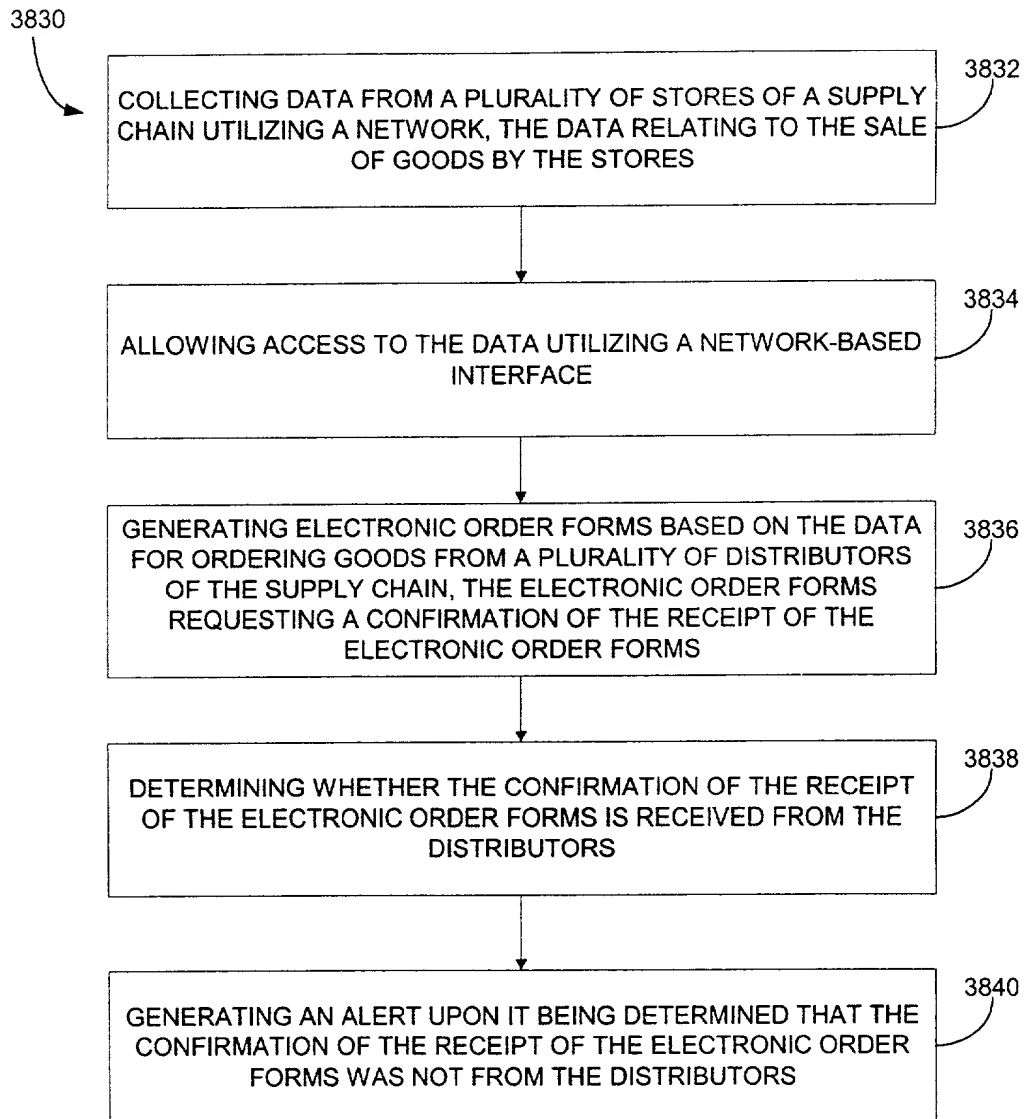 3830
3832
COLLECTING DATA FROM A PLURALITY OF STORES OF A SUPPLY
CHAIN UTILIZING A NETWORK, THE DATA RELATING TO THE SALE
OF GOODS BY THE STORES
3834
ALLOWING ACCESS TO THE DATA UTILIZING A NETWORK-BASED
INTERFACE
3836
GENERATING ELECTRONIC ORDER FORMS BASED ON THE DATA
FOR ORDERING GOODS FROM A PLURALITY OF DISTRIBUTORS
OF THE SUPPLY CHAIN, THE ELECTRONIC ORDER FORMS
REQUESTING A CONFIRMATION OF THE RECEIPT OF THE
ELECTRONIC ORDER FORMS
3838
DETERMINING WHETHER THE CONFIRMATION OF THE RECEIPT
OF THE ELECTRONIC ORDER FORMS IS RECEIVED FROM THE
DISTRIBUTORS
3840
GENERATING AN ALERT UPON IT BEING DETERMINED THAT THE
CONFIRMATION OF THE RECEIPT OF THE ELECTRONIC ORDER
FORMS WAS NOT FROM THE DISTRIBUTORS